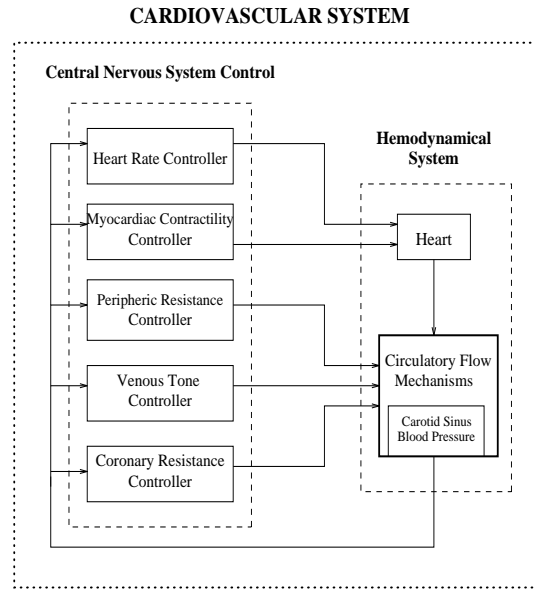 CARDIOVASCULAR SYSTEM
Central Nervous System Control
Heart Rate Controller
Myocardiac Contractility
Controller
Peripheric Resistance
Controller
Venous Tone
Controller
Coronary Resistance
Controller
Hemodynamical
System
Heart
Circulatory Flow
Mechanisms
Carotid Sinus
Blood Pressure